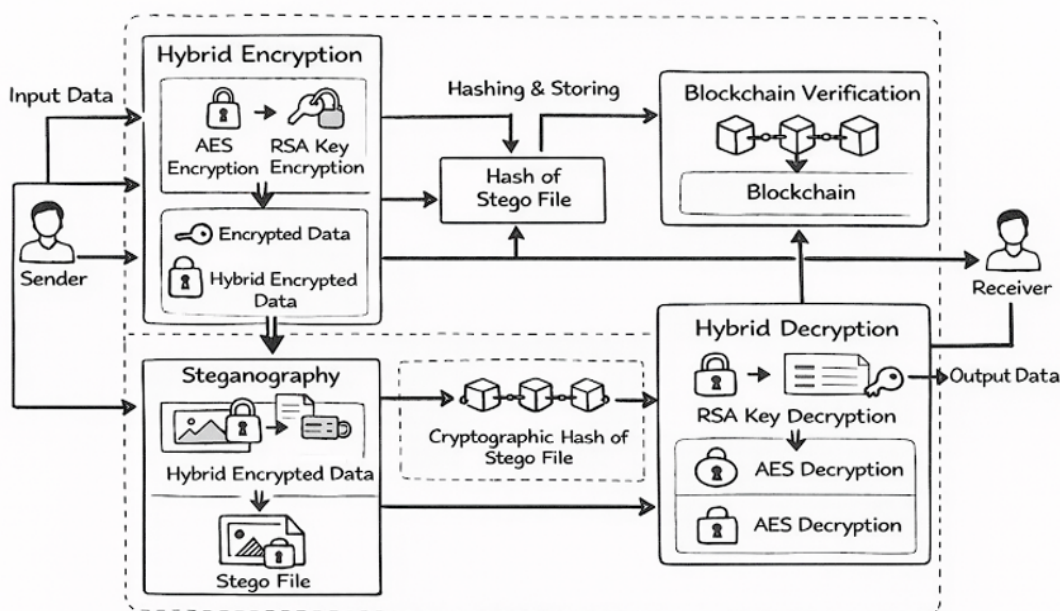 Input Data
Sender
Hybrid Encryption
AES
Encryption
RSA Key
Encryption
Encrypted Data
Hybrid Encrypted
Data
Hashing & Storing
Hash of
Stego File
Blockchain Verification
Blockchain
Receiver
Steganography
Hybrid Encrypted Data
Stego File
Cryptographic Hash of
Stego File
Hybrid Decryption
RSA Key Decryption
AES Decryption
AES Decryption
Output Data